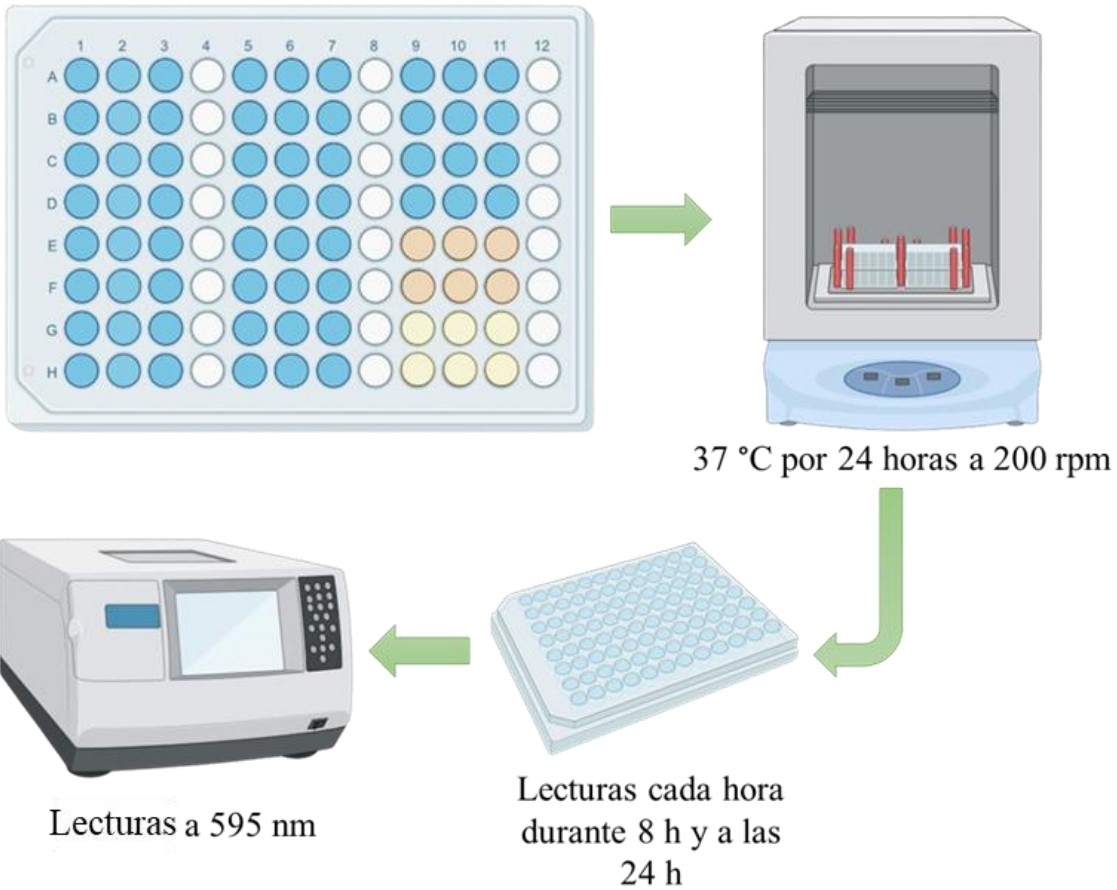 1 2 3 4 5 6 7 8 9 10 11 12
A
B
C
D
E
F
G
H
37 °C por 24 horas a 200 rpm
Lecturas cada hora
durante 8 h y a las
24 h
Lecturas a 595 nm